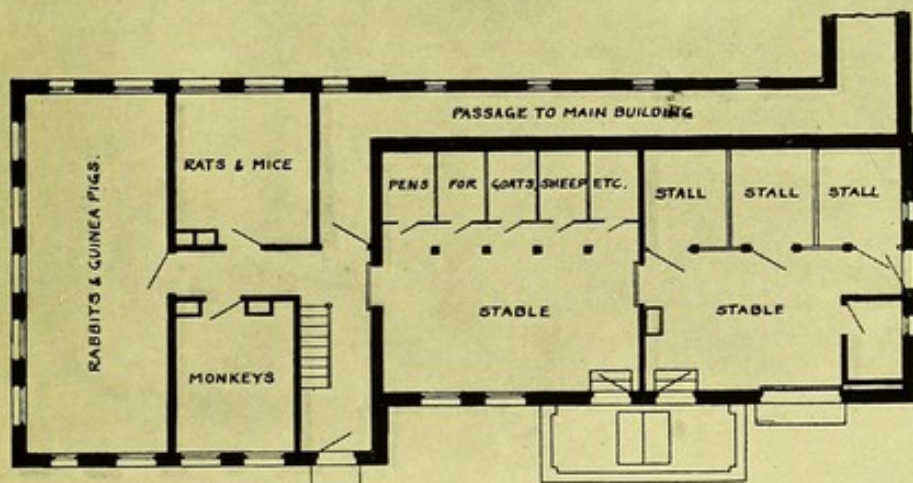 PASSAGE TO MAIN BUILDING
RABBITS & GUINEA PIGS.
RATS & MICE
PENS FOR GOATS, SHEEP ETC.
STALL STALL STALL
STABLE
STABLE
MONKEYS